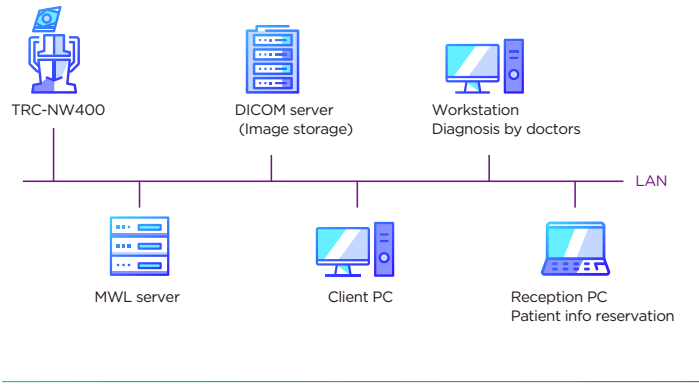 TRC-NW400
DICOM server
(Image storage)
Workstation
Diagnosis by doctors
LAN
MWL server
Client PC
Reception PC
Patient info reservation